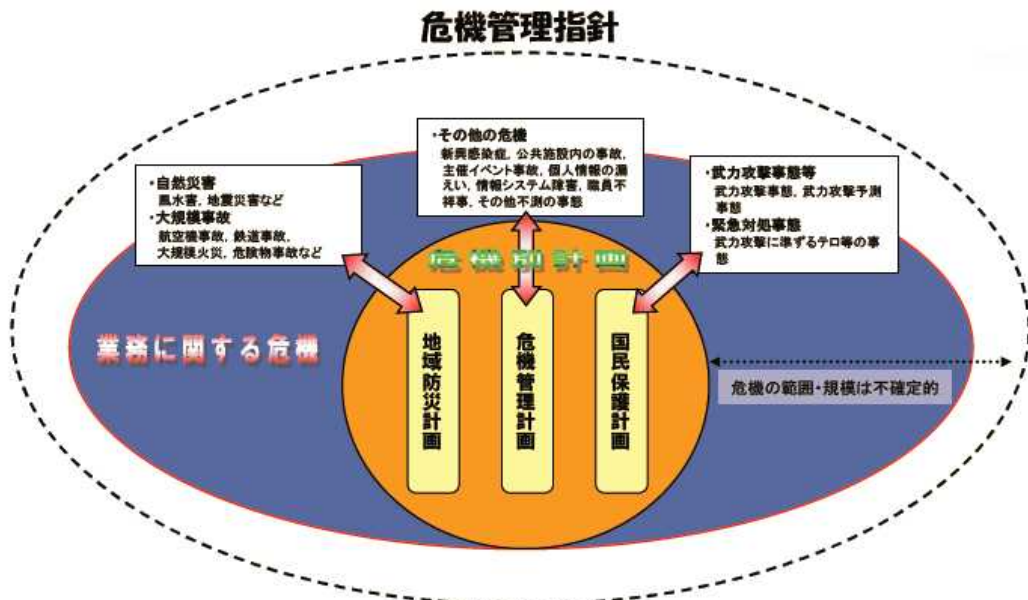 危機管理指針
・その他の危機
新興感染症, 公共施設内の事故,
主催イベント事故, 個人情報の漏
えい, 情報システム障害, 職員不
祥事, その他不測の事態
・自然災害
風水害, 地震災害など
・大規模事故
航空機事故, 鉄道事故,
大規模火災, 危険物事故など
・武力攻撃事態等
武力攻撃事態, 武力攻撃予測
事態
・緊急対処事態
武力攻撃に準ずるテロ等の事
態
危機別計画
業務に関する危機
地域防災計画
危機管理計画
国民保護計画
危機の範囲・規模は不確定的